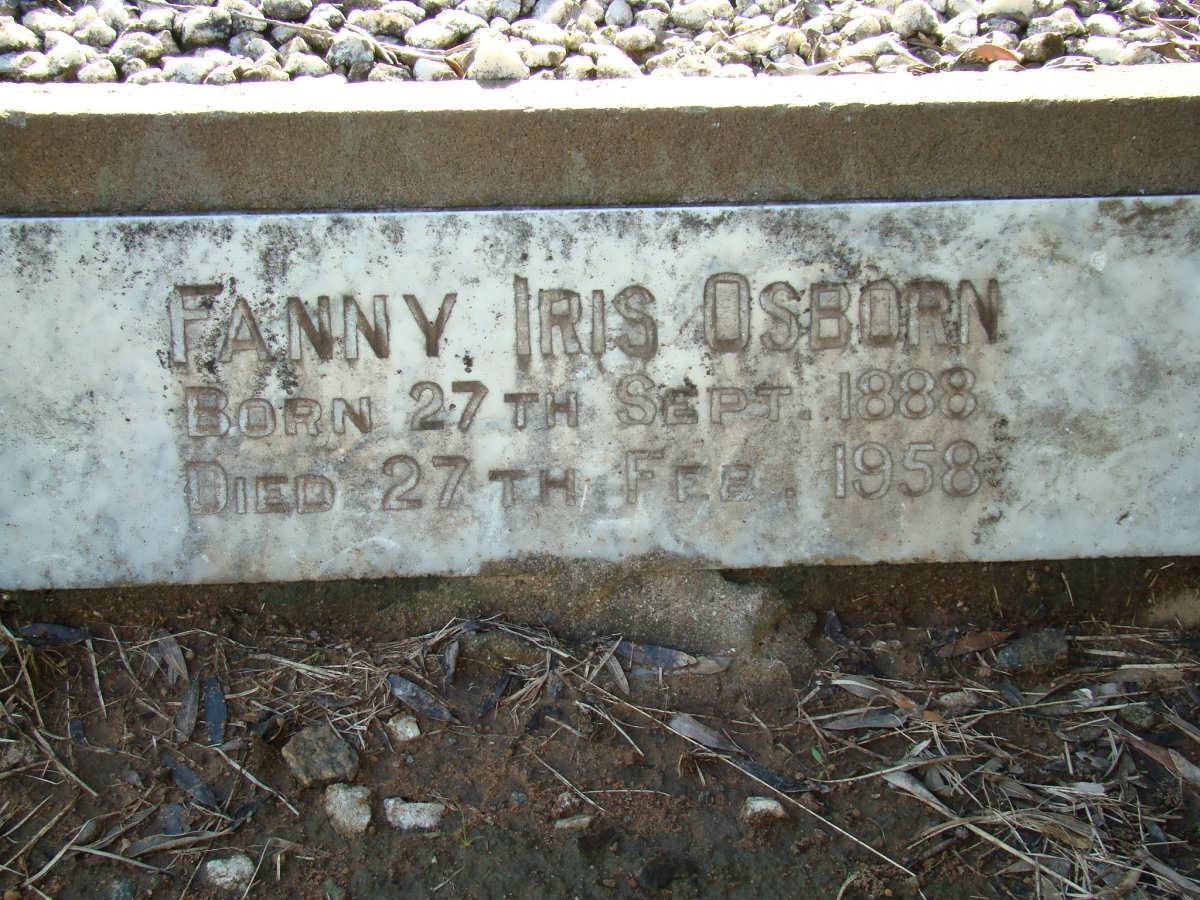 FANNY IRIS OSBORN
BORN 27TH SEPT. 1888
DIED 27TH FEB. 1958